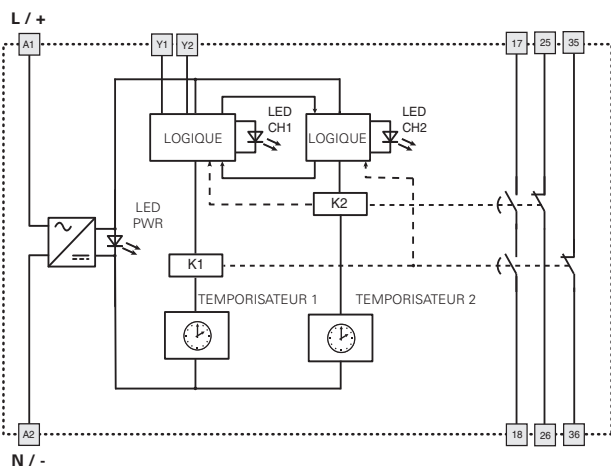 L / +
A1
Y1
Y2
17
25
35
LED
CH1
LED
CH2
LOGIQUE
LOGIQUE
K2
LED
PWR
K1
TEMPORISATEUR 1
TEMPORISATEUR 2
A2
18
26
36
N / -